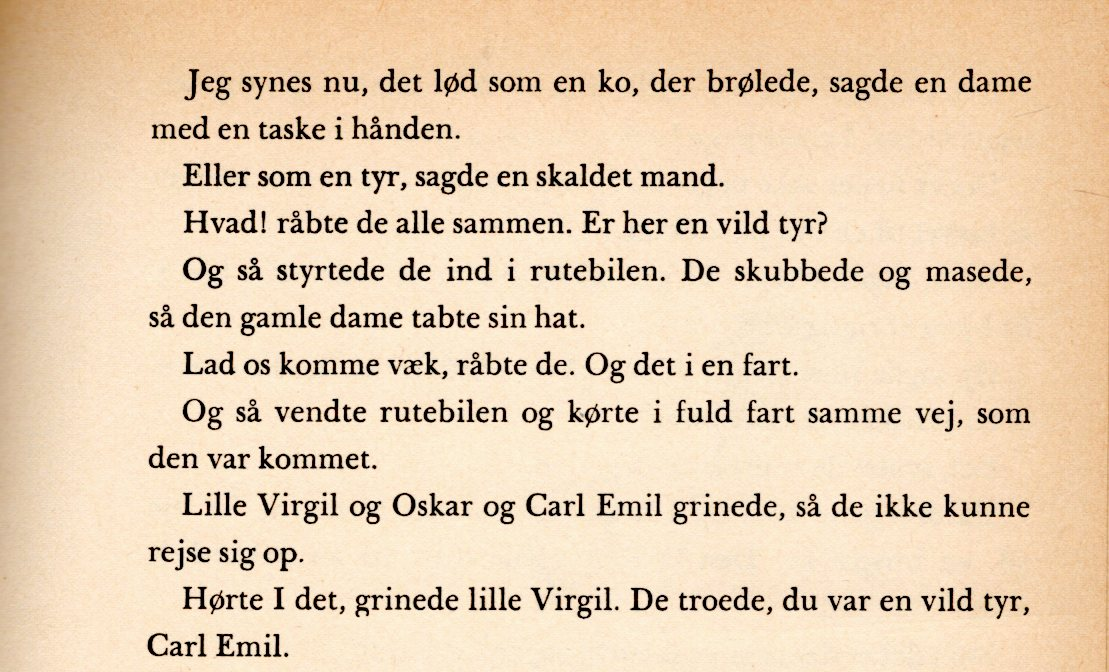 Jeg synes nu, det lød som en ko, der brølede, sagde en dame
med en taske i hånden.
Eller som en tyr, sagde en skaldet mand.
Hvad! råbte de alle sammen. Er her en vild tyr?
Og så styrtede de ind i rutebilen. De skubbede og masede,
så den gamle dame tabte sin hat.
Lad os komme væk, råbte de. Og det i en fart.
Og så vendte rutebilen og kørte i fuld fart samme vej, som
den var kommet.
Lille Virgil og Oskar og Carl Emil grinede, så de ikke kunne
rejse sig op.
Hørte I det, grinede lille Virgil. De troede, du var en vild tyr,
Carl Emil.